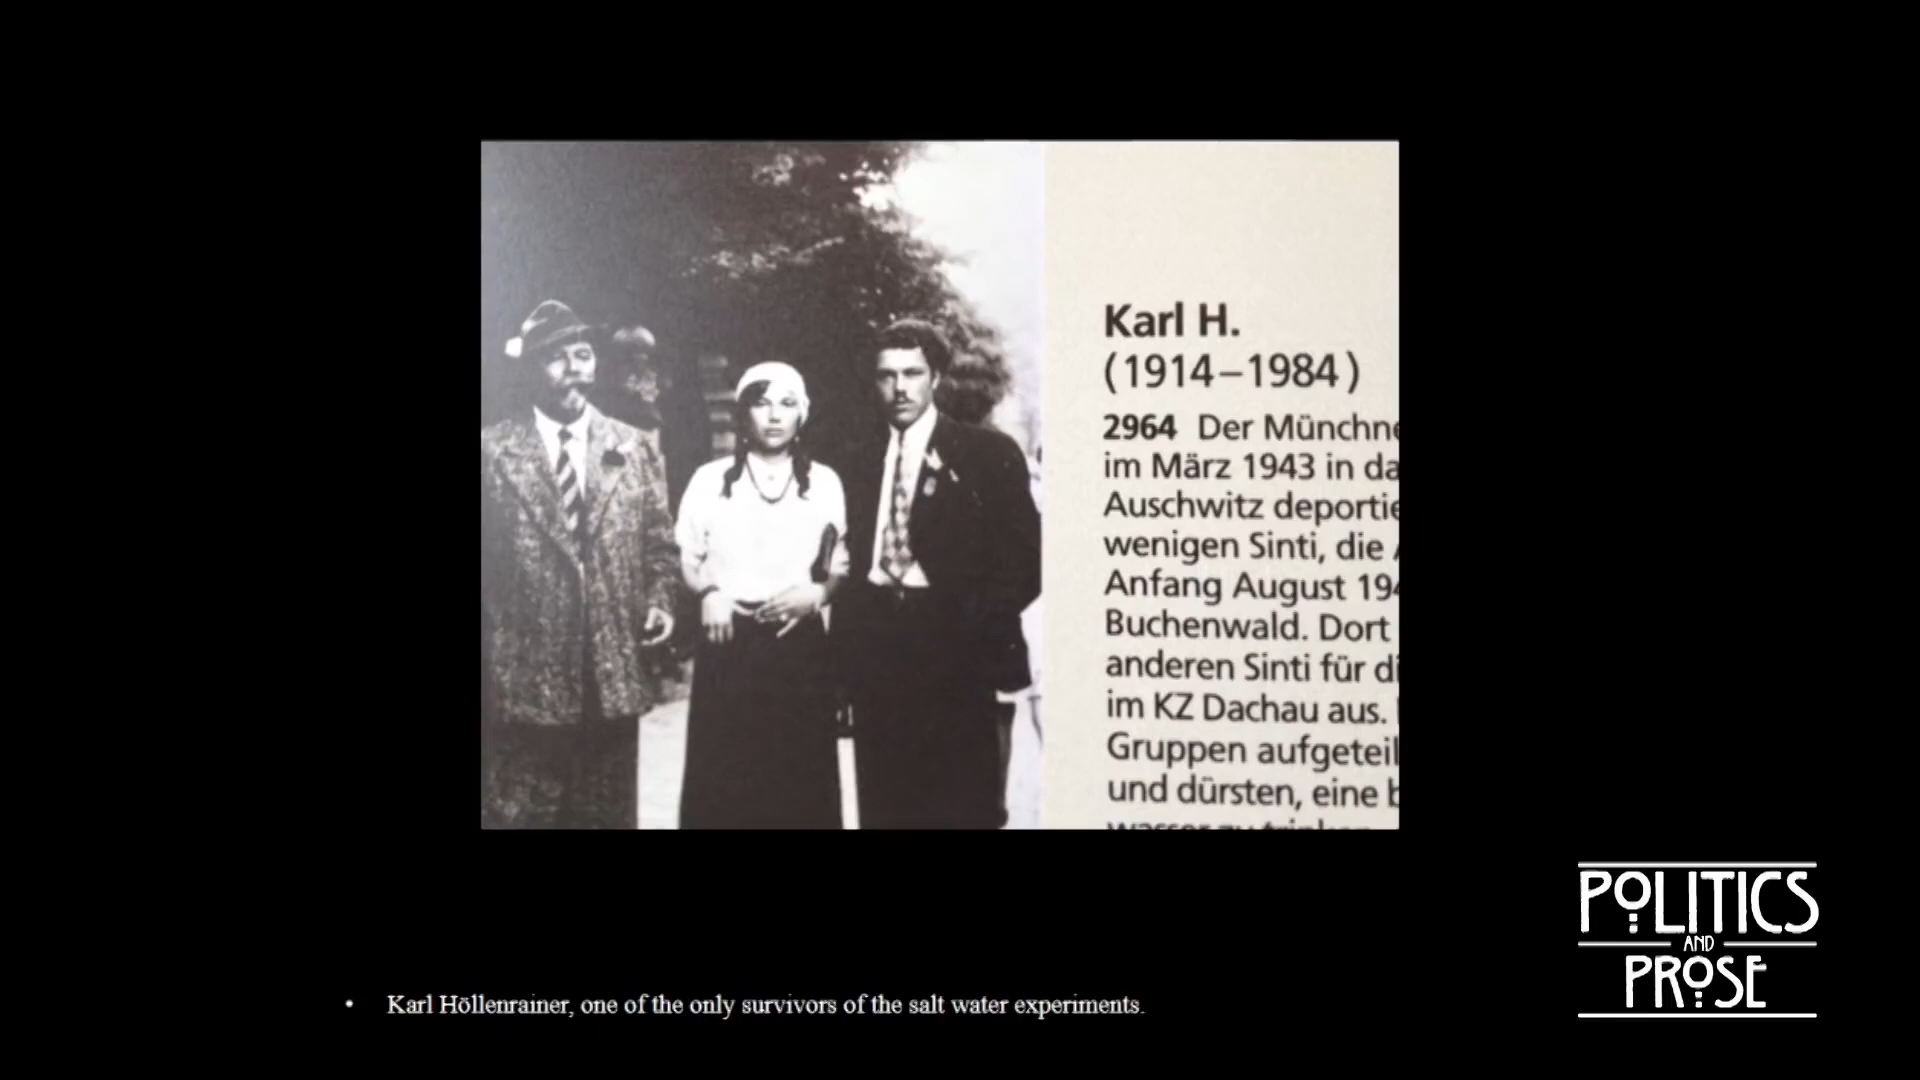 Karl H.
(1914–1984)
2964 Der Münchne
im März 1943 in da
Auschwitz deportie
wenigen Sinti, die
Anfang August 194
Buchenwald. Dort
anderen Sinti für di
im KZ Dachau aus.
Gruppen aufgeteil
und dürsten, eine b
POLITICS
AND
PROSE
• Karl Höllenrainer, one of the only survivors of the salt water experiments.